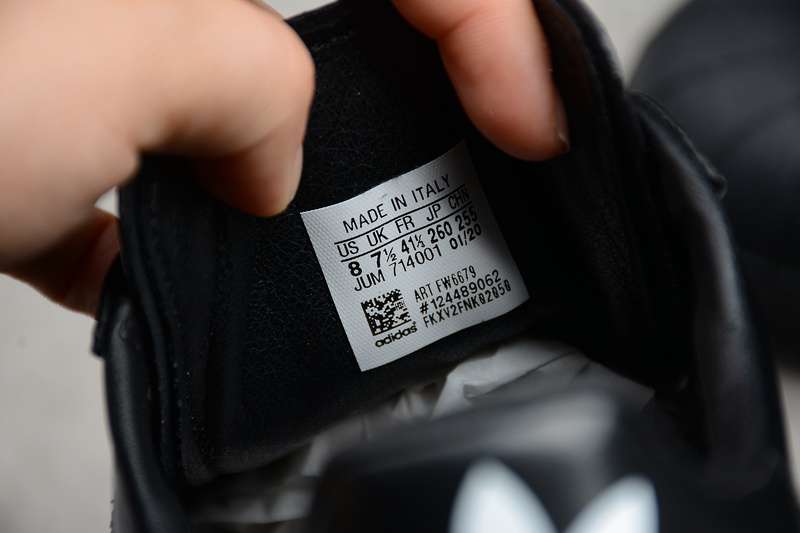 MADE IN ITALY
US UK FR JP CHN
8 7½ 41⅓ 260 255
JUM 714001 01/20
ART FW6679
#124489062
FKXV2FNK02050
adidas